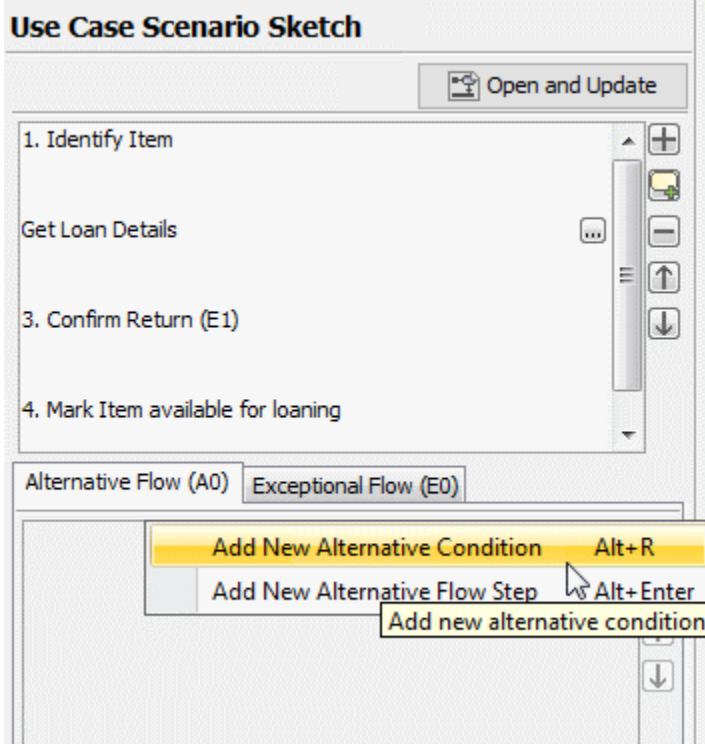 Use Case Scenario Sketch
Open and Update
1. Identify Item
Get Loan Details
...
3. Confirm Return (E1)
4. Mark Item available for loaning
Alternative Flow (A0) Exceptional Flow (E0)
Add New Alternative Condition Alt+R
Add New Alternative Flow Step Alt+Enter
Add new alternative condition